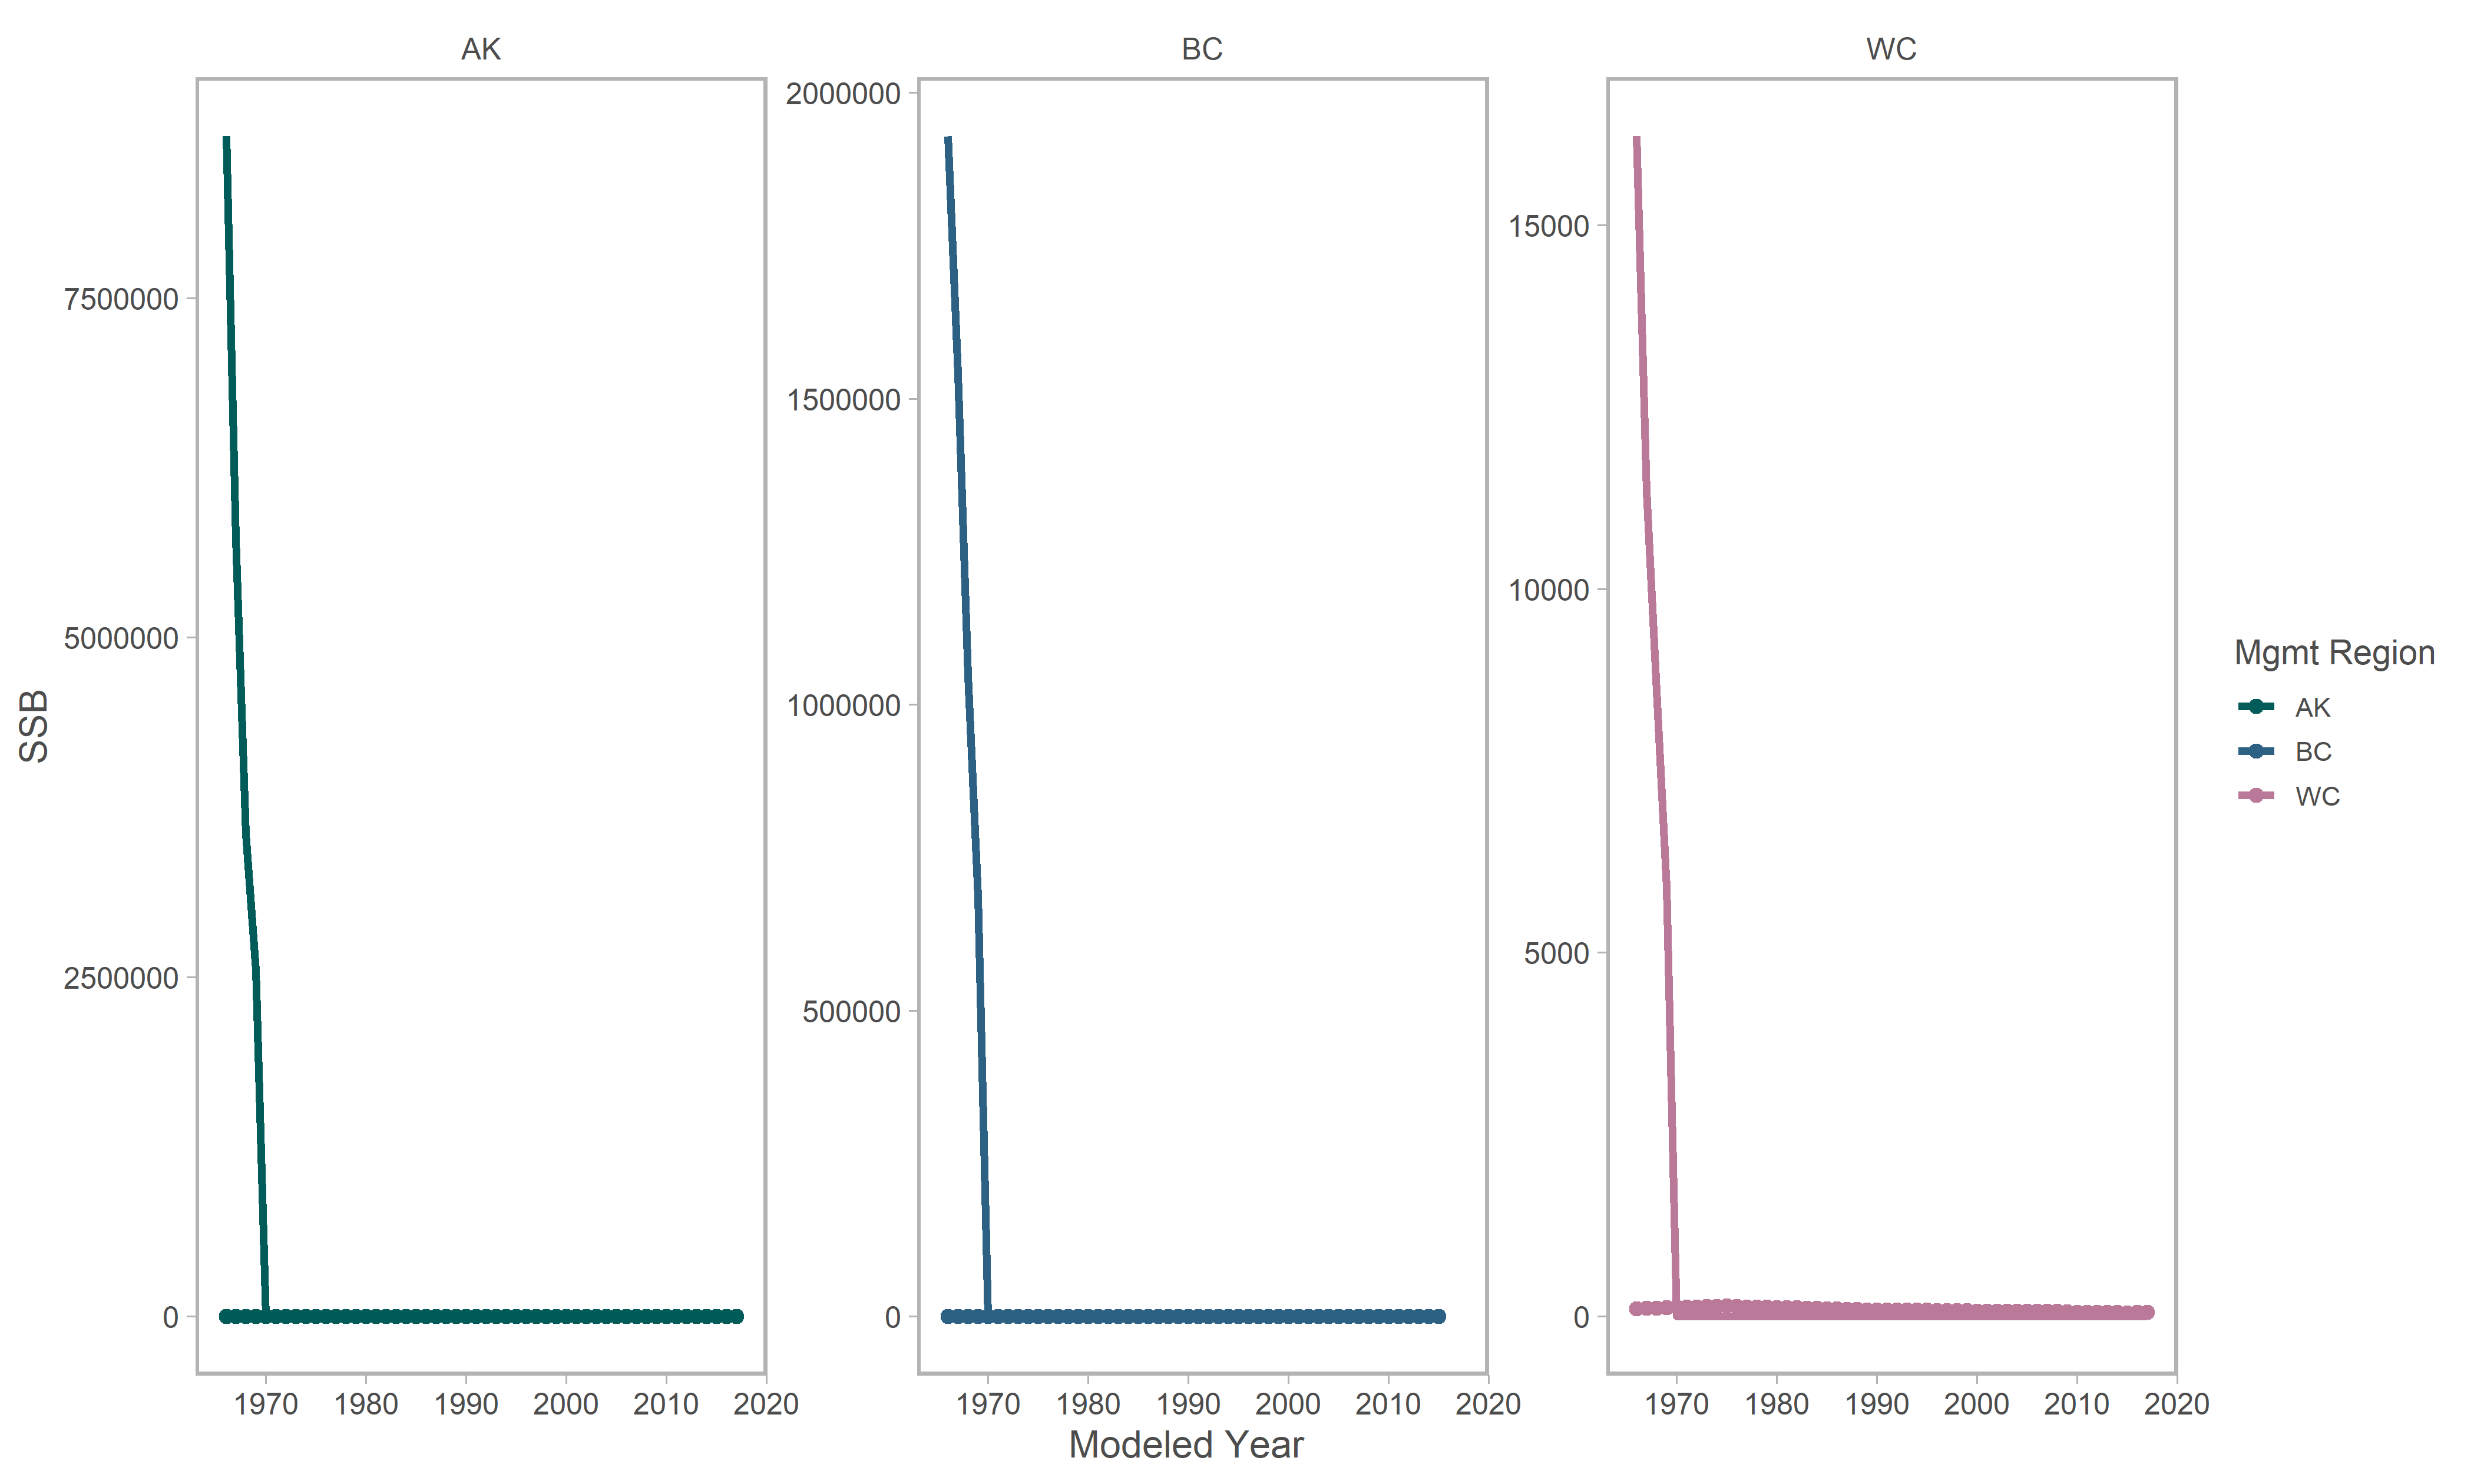 AK BC WC
2000000
7500000 5000000 2500000 0
1500000 1000000 500000 0
15000 10000 5000 0
SSB
1970 1980 1990 2000 2010 2020
1970 1980 1990 2000 2010 2020
1970 1980 1990 2000 2010 2020
Modeled Year
Mgmt Region
AK
BC
WC